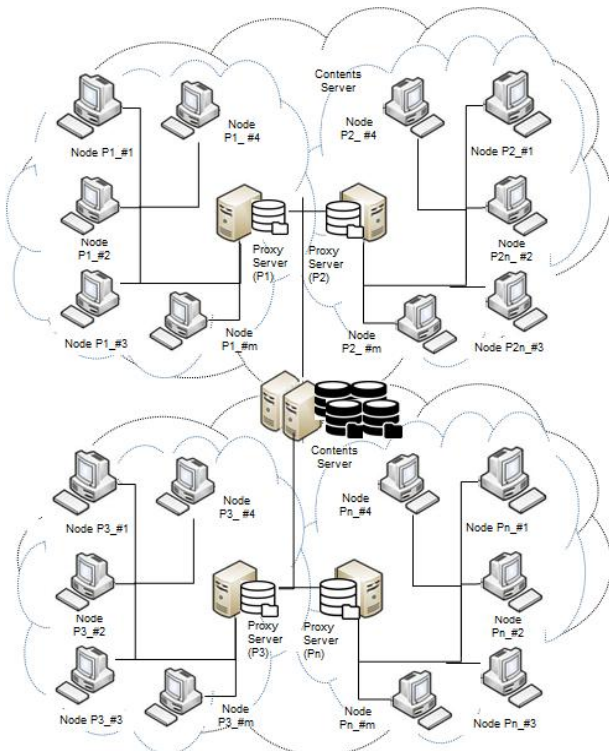 Contents
Server
Node
P1_ #4
Node
P2_ #4
Node P1_#1
Node P2_#1
Node
P1_#2
Node
P2n_ #2
Proxy
Server
(P1)
Proxy
Server
(P2)
Node P1_#3
Node
P1_#m
Node
P2_ #m
Node P2n_#3
Contents
Server
Node
P3_ #4
Node
Pn_#4
Node P3_#1
Node Pn_#1
Node
P3_#2
Node
Pn_#2
Proxy
Server
(P3)
Proxy
Server
(Pn)
Node P3_#3
Node
P3_#m
Node
Pn_#m
Node Pn_#3